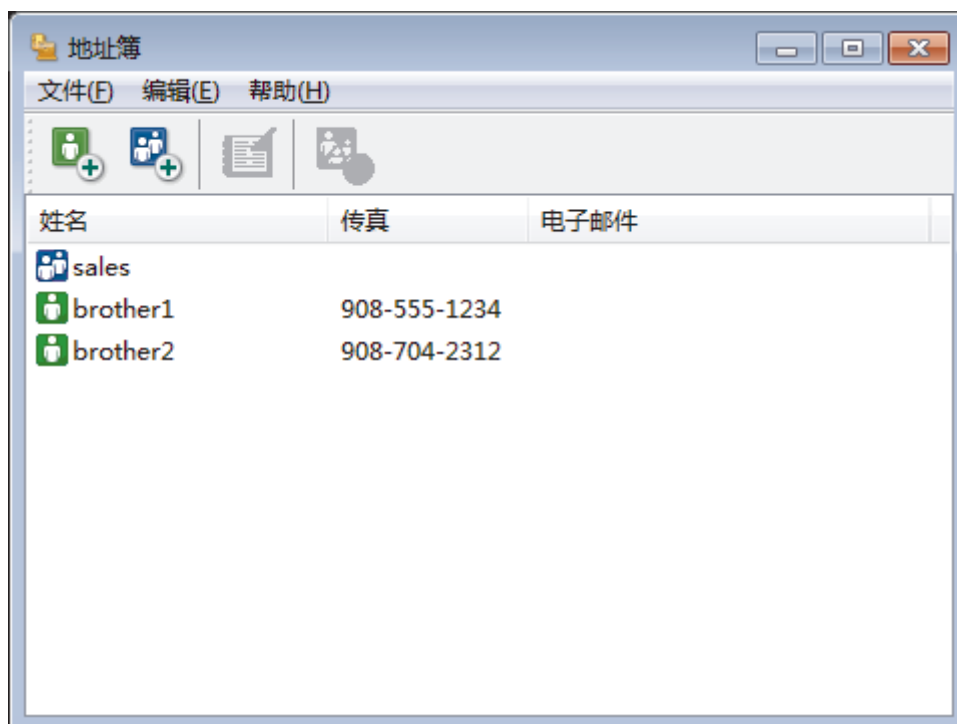 地址簿
文件(F) 编辑(E) 帮助(H)
姓名 传真 电子邮件
sales
brother1 908-555-1234
brother2 908-704-2312